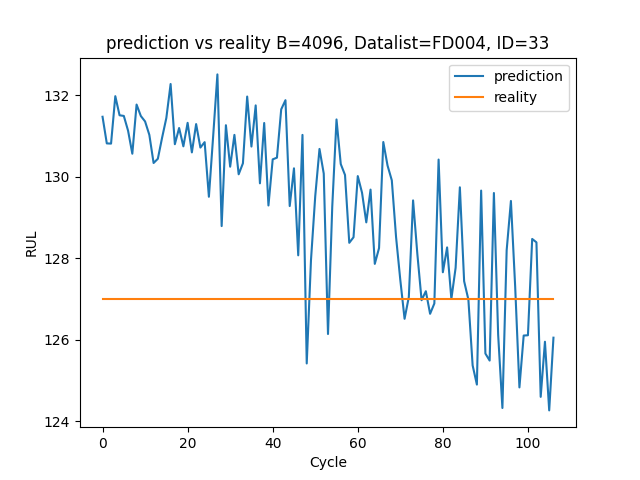 prediction vs reality B=4096, Datalist=FD004, ID=33
prediction
reality
132
130
128
126
124
RUL
0 20 40 60 80 100
Cycle